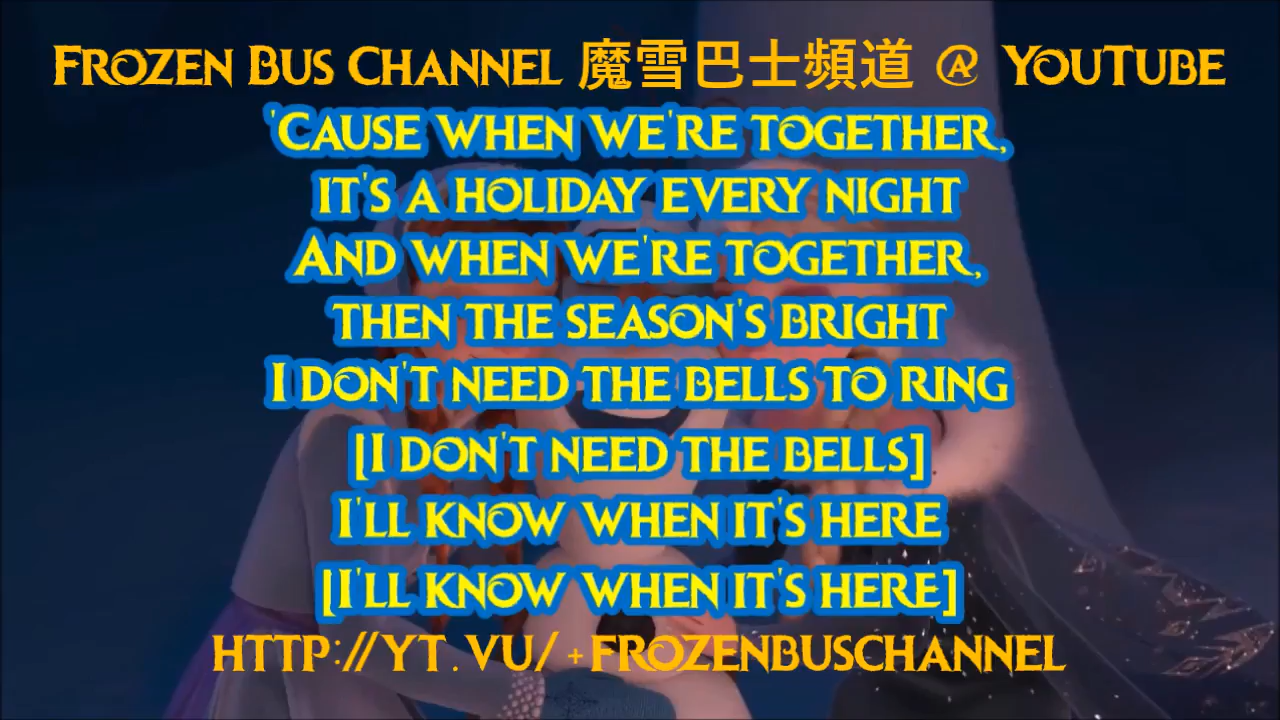 Frozen Bus Channel 魔雪巴士頻道 @ YouTube
'Cause when we're together,
it's a holiday every night
And when we're together,
then the season's bright
I don't need the bells to ring
[I don't need the bells]
I'll know when it's here
[I'll know when it's here]
http://yt.vu/+frozenbuschannel